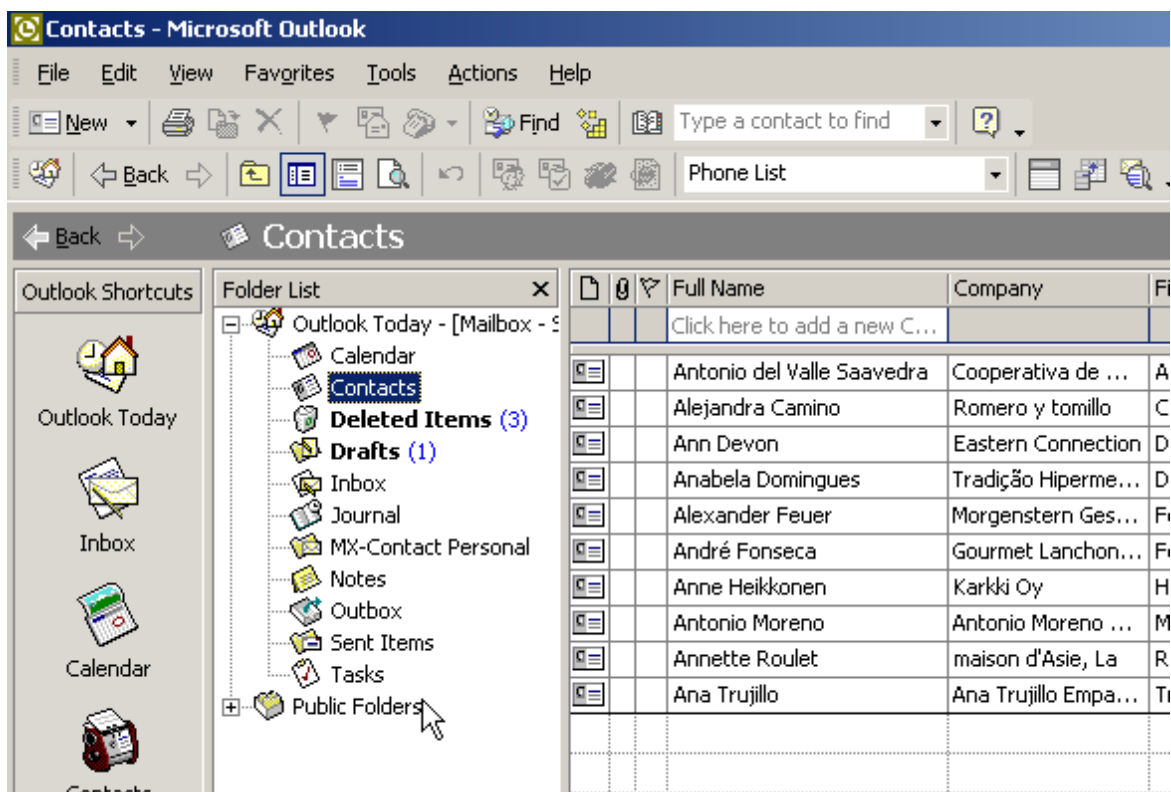 Contacts - Microsoft Outlook
File Edit View Favorites Tools Actions Help
New Find Type a contact to find
Back Phone List
Back Contacts
Outlook Shortcuts
Outlook Today
Inbox
Calendar
Contacts
Folder List
Outlook Today - [Mailbox - S
Calendar
Contacts
Deleted Items (3)
Drafts (1)
Inbox
Journal
MX-Contact Personal
Notes
Outbox
Sent Items
Tasks
Public Folders
Full Name Company Fi
Click here to add a new C...
Antonio del Valle Saavedra Cooperativa de ... A
Alejandra Camino Romero y tomillo C
Ann Devon Eastern Connection D
Anabela Domingues Tradição Hiperme... D
Alexander Feuer Morgenstern Ges... Fe
André Fonseca Gourmet Lanchon... Fe
Anne Heikkonen Karkki Oy H
Antonio Moreno Antonio Moreno ... M
Annette Roulet maison d'Asie, La R
Ana Trujillo Ana Trujillo Empa... Tr